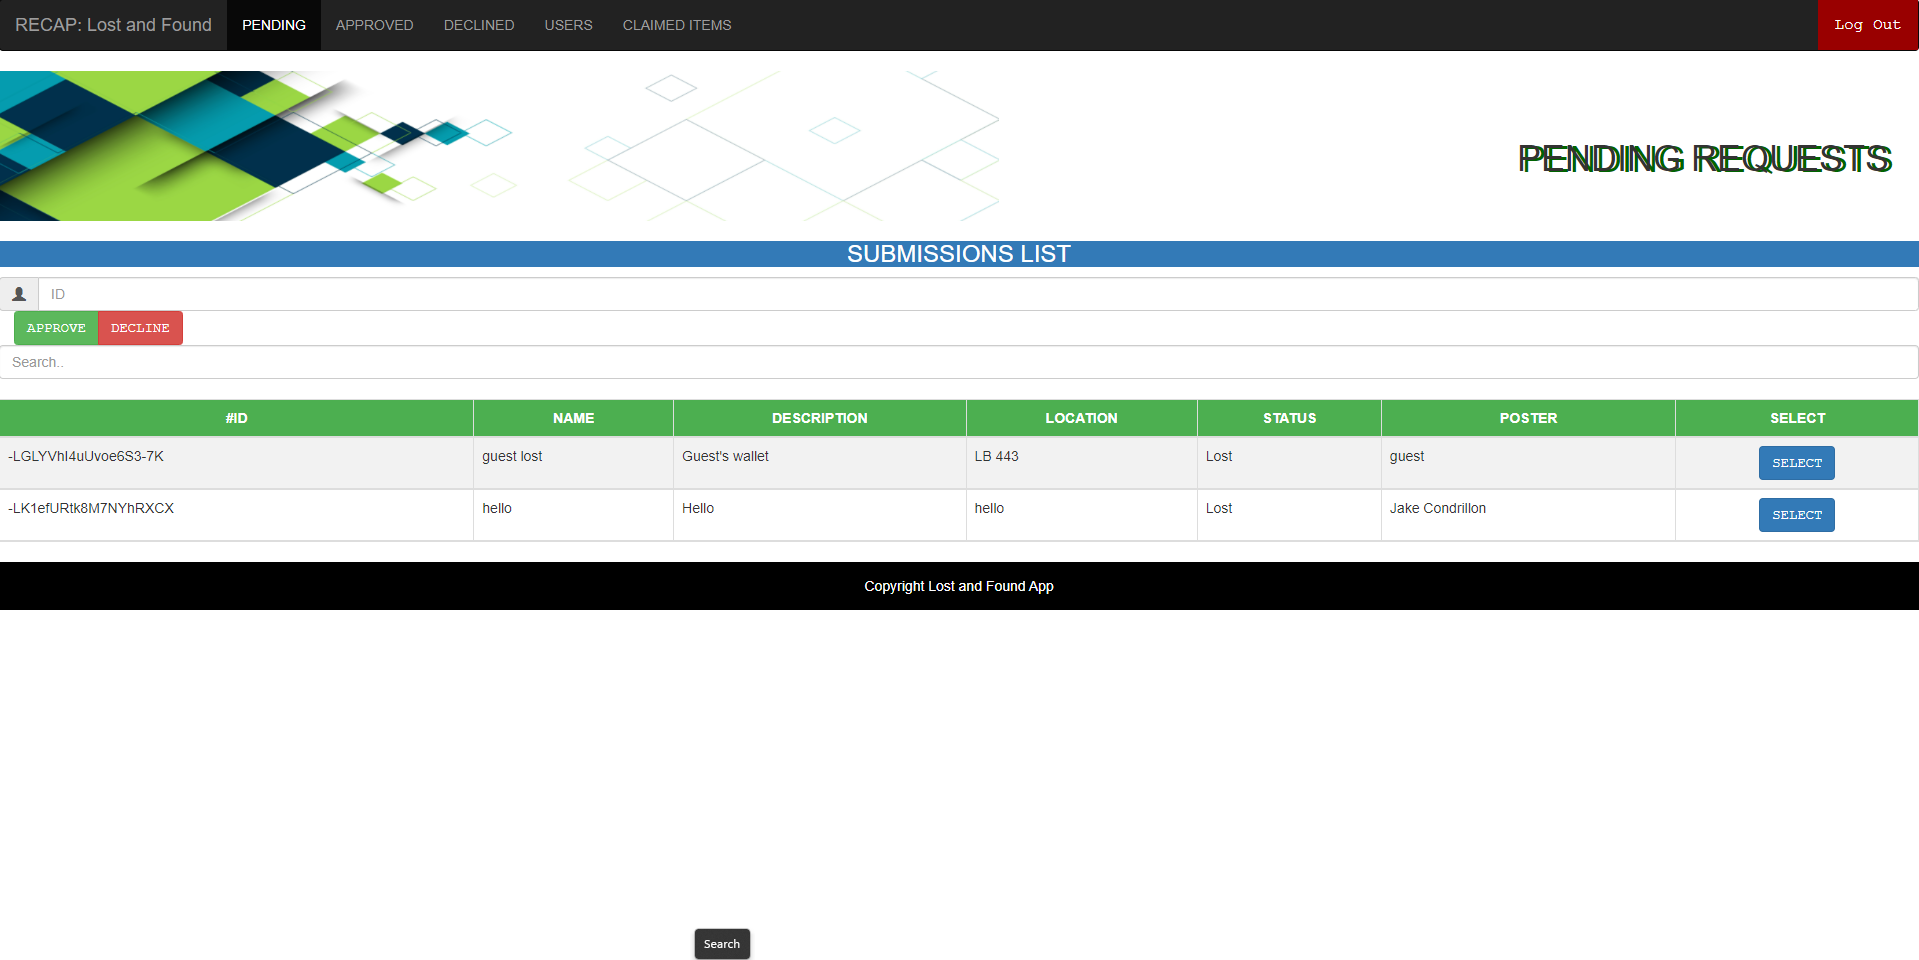 RECAP: Lost and Found PENDING APPROVED DECLINED USERS CLAIMED ITEMS Log Out
PENDING REQUESTS
SUBMISSIONS LIST
ID
APPROVE DECLINE
Search..
#ID NAME DESCRIPTION LOCATION STATUS POSTER SELECT
-LGLYVhI4uUvoe6S3-7K guest lost Guest's wallet LB 443 Lost guest SELECT
-LK1efURtk8M7NYhRXCX hello Hello hello Lost Jake Condrillon SELECT
Copyright Lost and Found App
Search